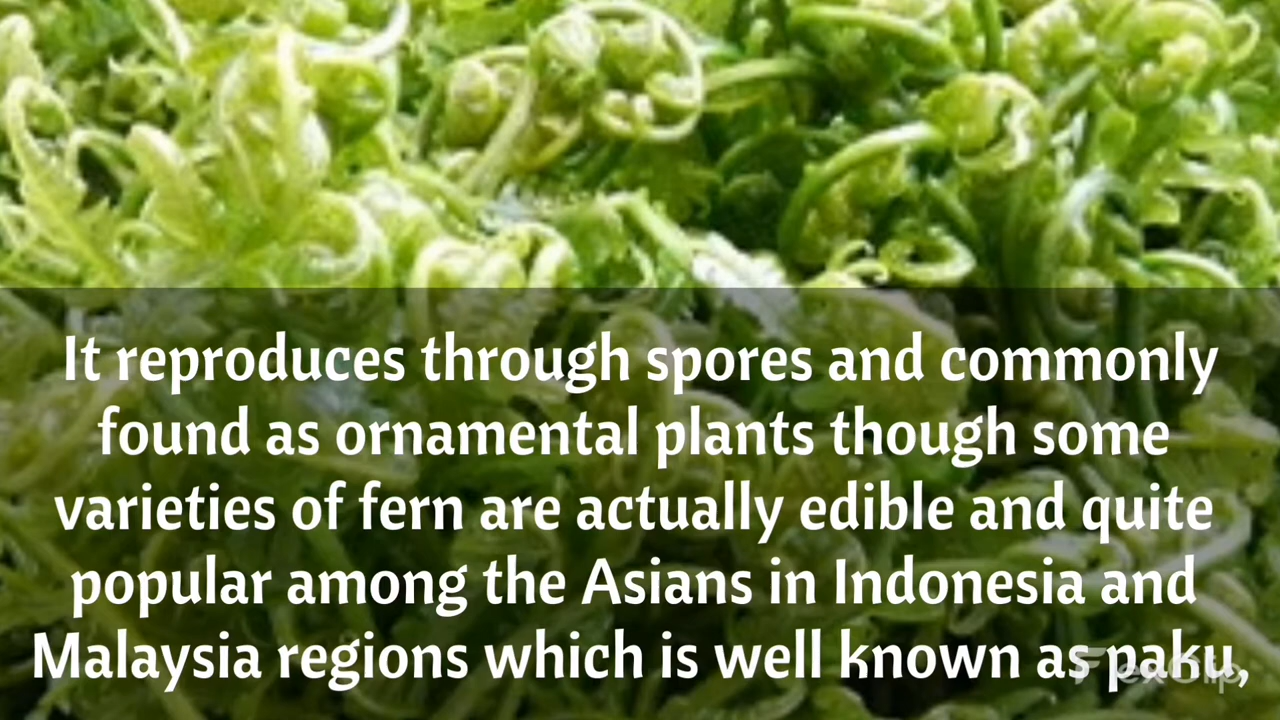 It reproduces through spores and commonly
found as ornamental plants though some
varieties of fern are actually edible and quite
popular among the Asians in Indonesia and
Malaysia regions which is well known as paku,
FlexClip